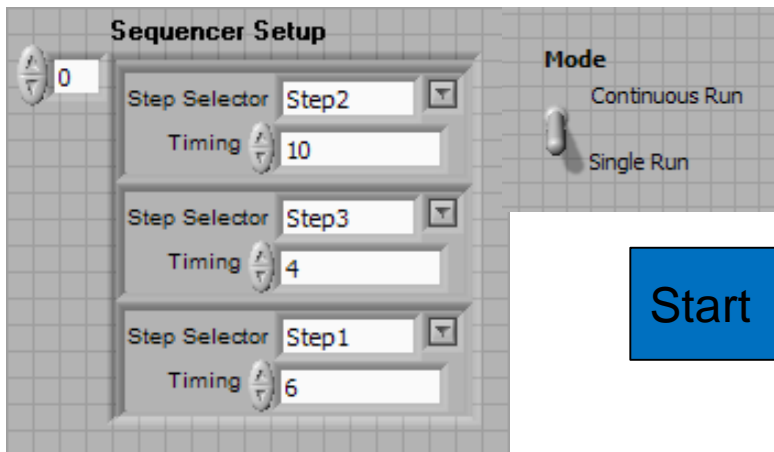 Sequencer Setup
0
Step Selector Step2
Timing 10
Step Selector Step3
Timing 4
Step Selector Step1
Timing 6
Mode
Continuous Run
Single Run
Start